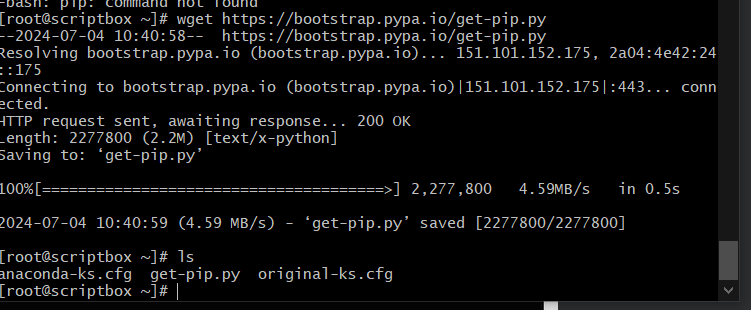 -bash: pip: command not found
[root@scriptbox ~]# wget https://bootstrap.pypa.io/get-pip.py
--2024-07-04 10:40:58--  https://bootstrap.pypa.io/get-pip.py
Resolving bootstrap.pypa.io (bootstrap.pypa.io)... 151.101.152.175, 2a04:4e42:24
::175
Connecting to bootstrap.pypa.io (bootstrap.pypa.io)|151.101.152.175|:443... conn
ected.
HTTP request sent, awaiting response... 200 OK
Length: 2277800 (2.2M) [text/x-python]
Saving to: ‘get-pip.py’
100%[======================================>] 2,277,800   4.59MB/s   in 0.5s
2024-07-04 10:40:59 (4.59 MB/s) - ‘get-pip.py’ saved [2277800/2277800]
[root@scriptbox ~]# ls
anaconda-ks.cfg  get-pip.py  original-ks.cfg
[root@scriptbox ~]#